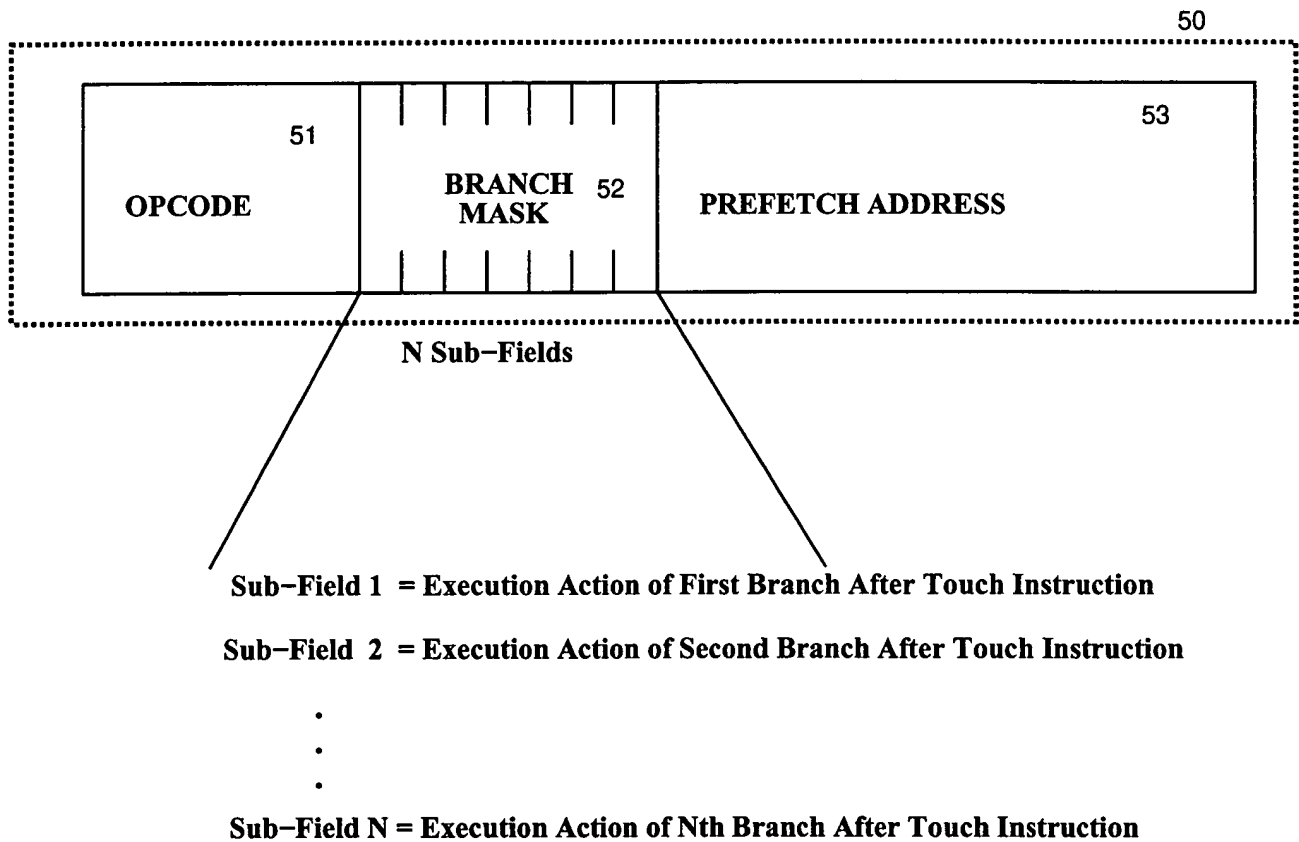 50
51
53
BRANCH 52
MASK
OPCODE
PREFETCH ADDRESS
N Sub−Fields
Sub−Field 1 = Execution Action of First Branch After Touch Instruction
Sub−Field 2 = Execution Action of Second Branch After Touch Instruction
.
.
.
Sub−Field N = Execution Action of Nth Branch After Touch Instruction